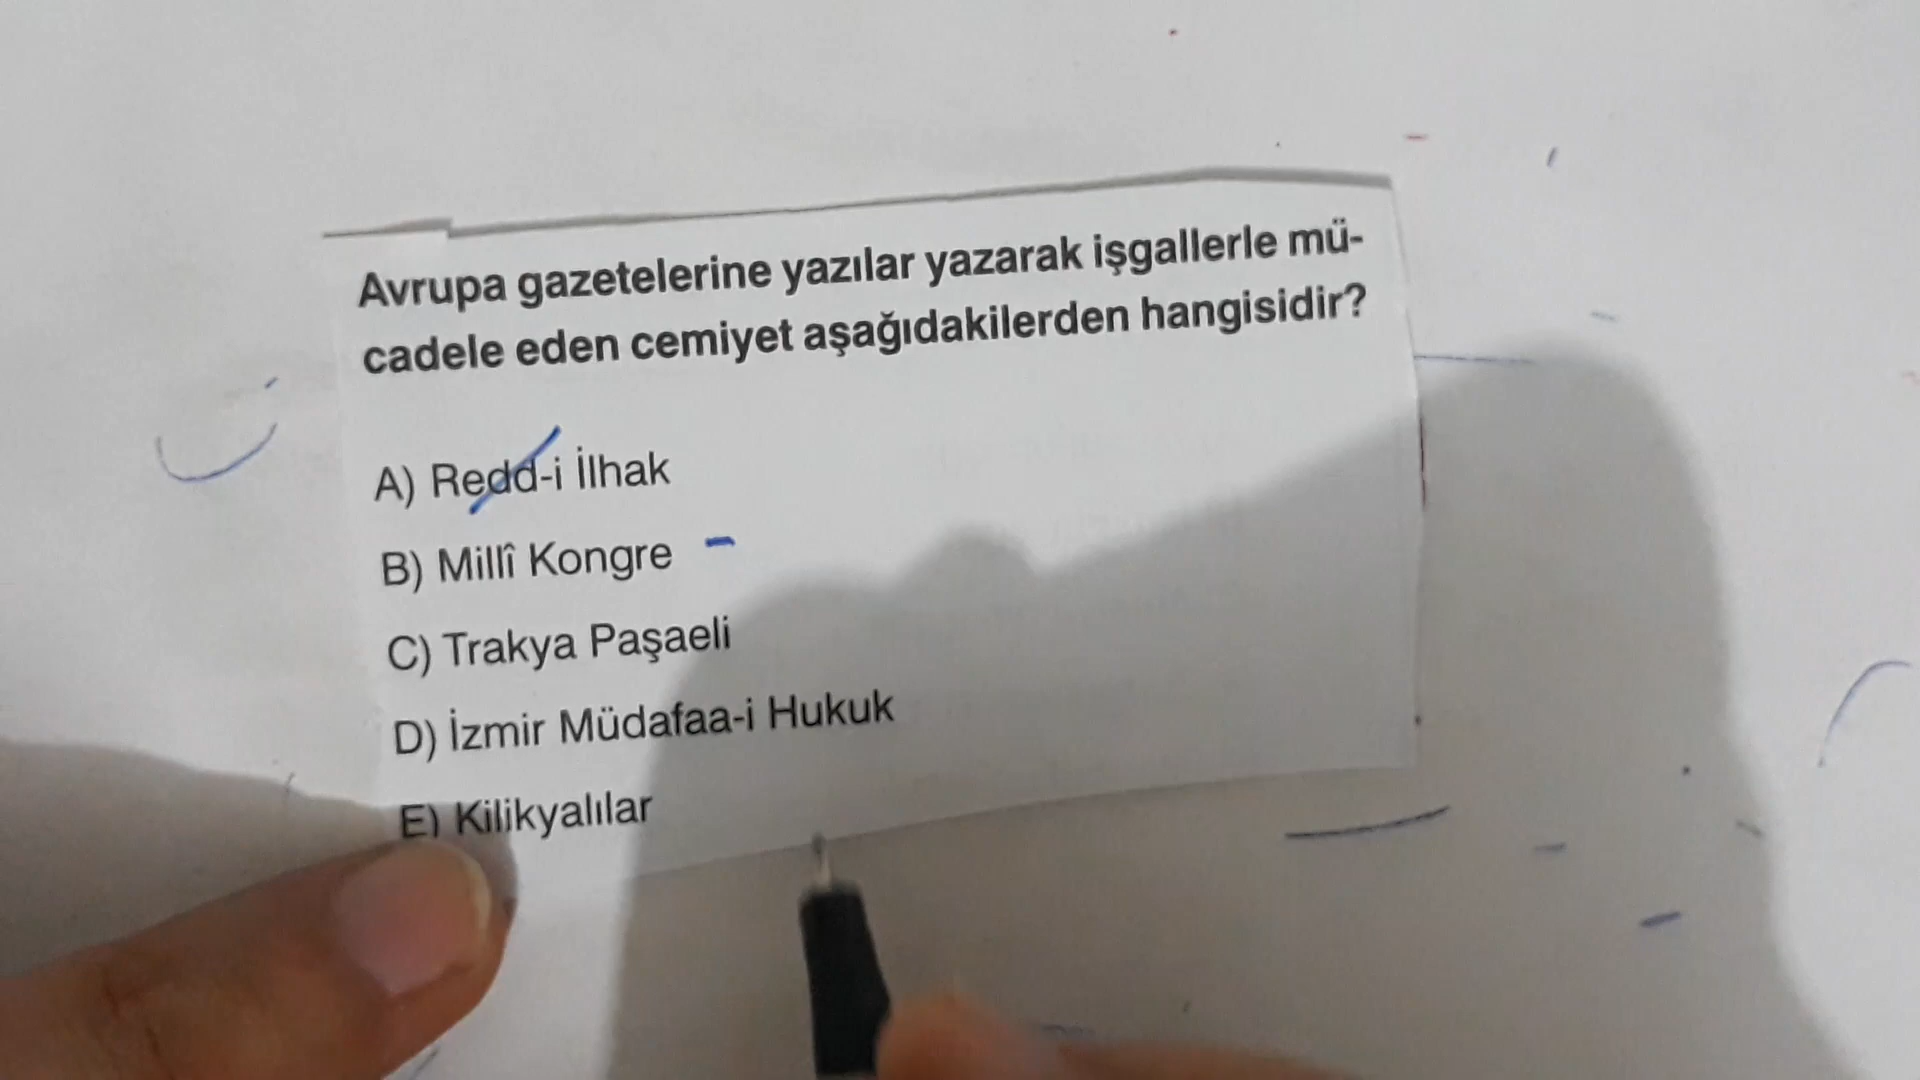 Avrupa gazetelerine yazılar yazarak işgallerle mü-
cadele eden cemiyet aşağıdakilerden hangisidir?
A) Redd-i İlhak
B) Millî Kongre
C) Trakya Paşaeli
D) İzmir Müdafaa-i Hukuk
E) Kilikyalılar